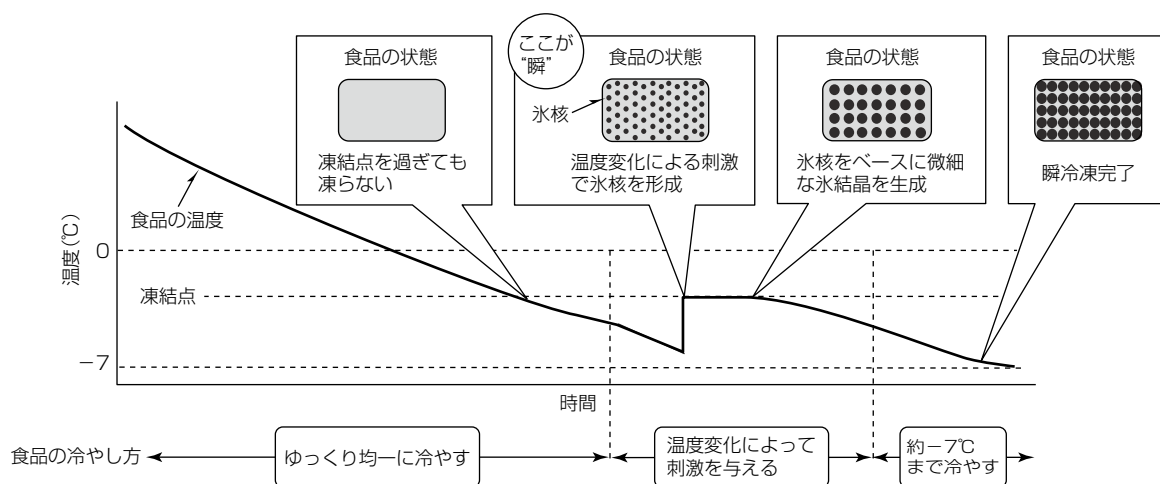 ここが
“瞬”
食品の状態
凍結点を過ぎても
凍らない
食品の状態
氷核
温度変化による刺激
で氷核を形成
食品の状態
氷核をベースに微細
な氷結晶を生成
食品の状態
瞬冷凍完了
食品の温度
温度(℃)
0
凍結点
−7
時間
食品の冷やし方
ゆっくり均一に冷やす
温度変化によって
刺激を与える
約−7℃
まで冷やす